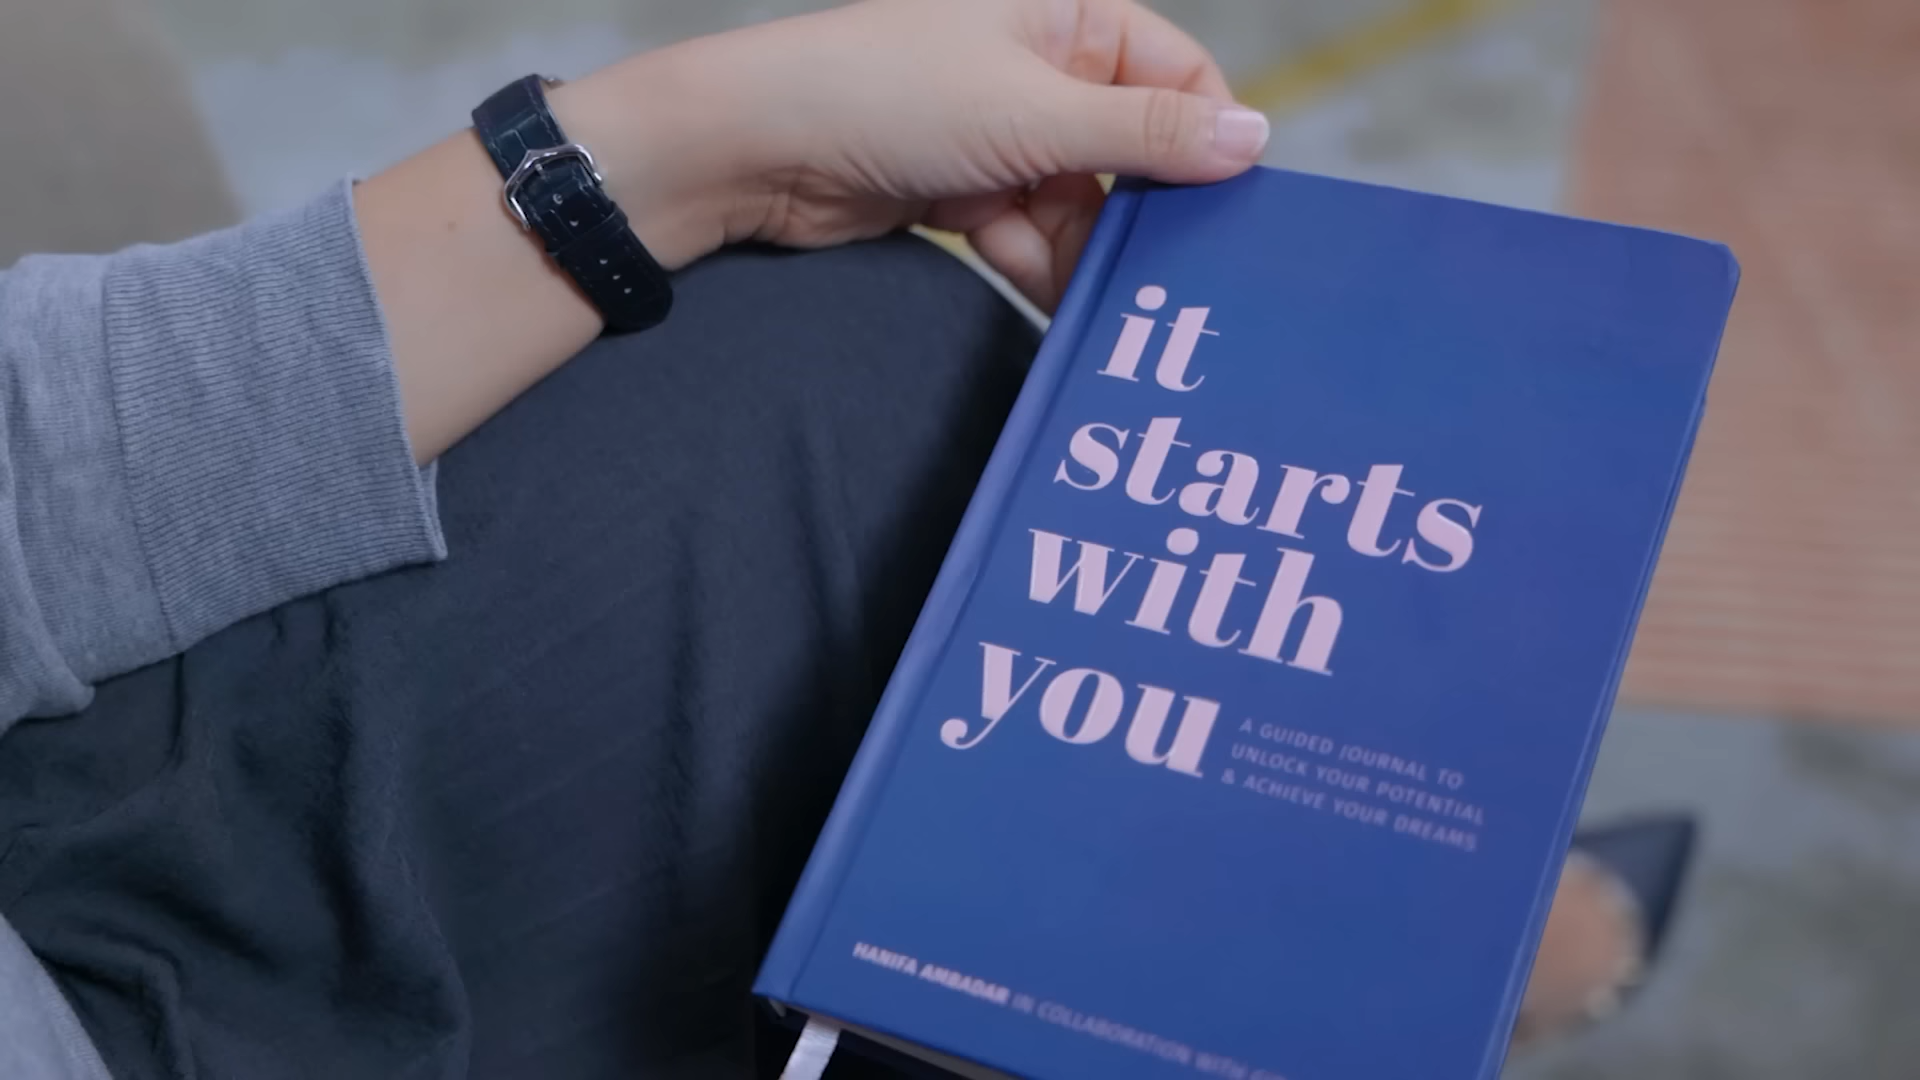 it
starts
with
you
A GUIDED JOURNAL TO
UNLOCK YOUR POTENTIAL
& ACHIEVE YOUR DREAMS
HANIFA AMBADAR IN COLLABORATION WITH